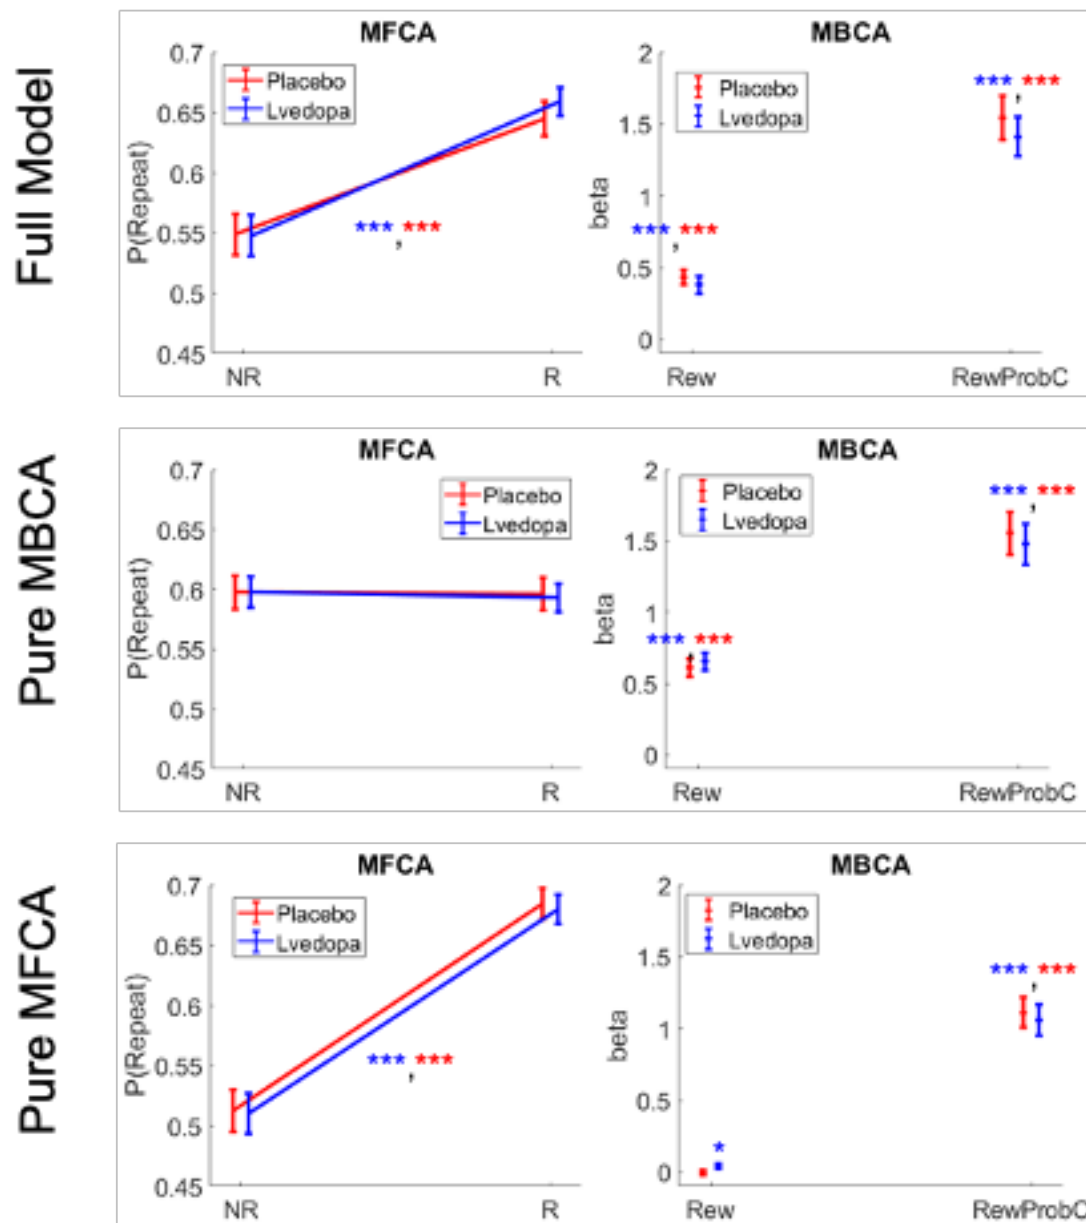 Full Model
MFCA
0.7
0.65
0.6
0.55
0.5
0.45
P(Repeat)
Placebo
Lvedopa
*** , ***
NR R
MBCA
2
1.5
1
0.5
0
beta
Placebo
Lvedopa
*** , ***
*** , ***
Rew RewProbC
Pure MBCA
MFCA
0.7
0.65
0.6
0.55
0.5
0.45
P(Repeat)
Placebo
Lvedopa
NR R
MBCA
2
1.5
1
0.5
0
beta
Placebo
Lvedopa
*** , ***
*** , ***
Rew RewProbC
Pure MFCA
MFCA
0.7
0.65
0.6
0.55
0.5
0.45
P(Repeat)
Placebo
Lvedopa
*** , ***
NR R
MBCA
2
1.5
1
0.5
0
beta
Placebo
Lvedopa
*** , ***
*
Rew RewProbC